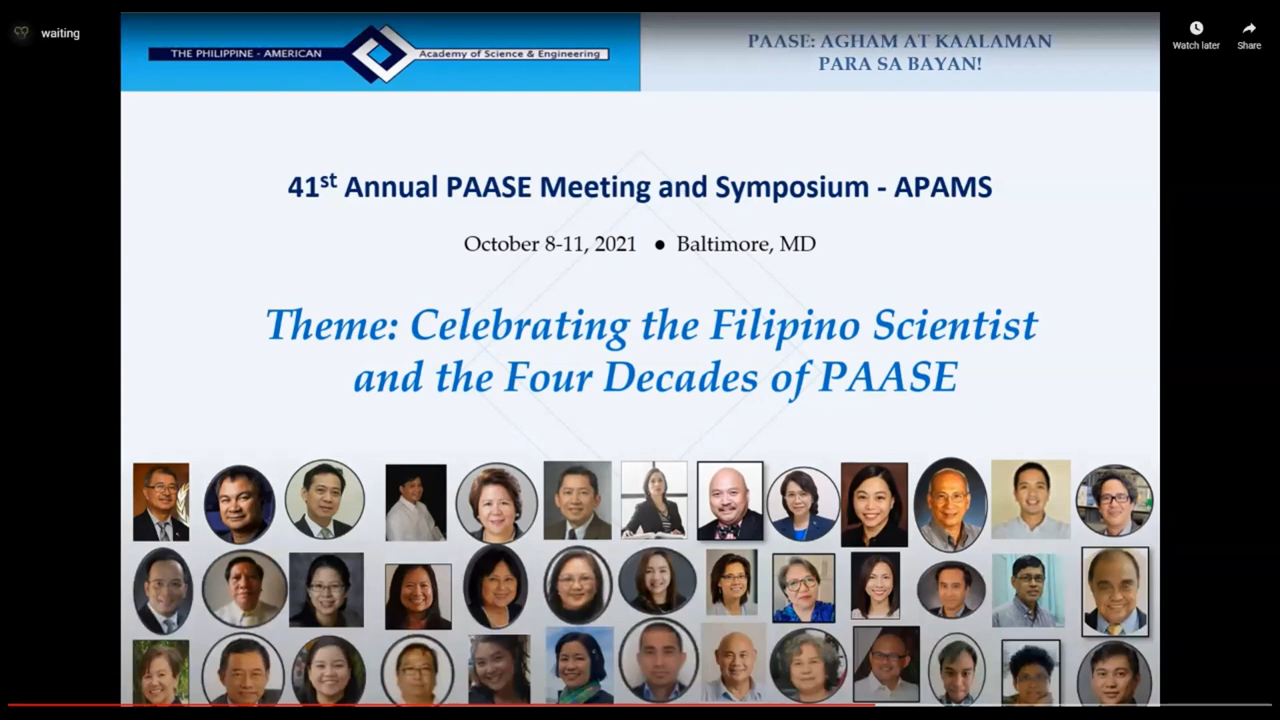 waiting
THE PHILIPPINE - AMERICAN
Academy of Science & Engineering
PAASE: AGHAM AT KAALAMAN
PARA SA BAYAN!
Watch later
Share
41st Annual PAASE Meeting and Symposium - APAMS
October 8-11, 2021 ● Baltimore, MD
Theme: Celebrating the Filipino Scientist
and the Four Decades of PAASE